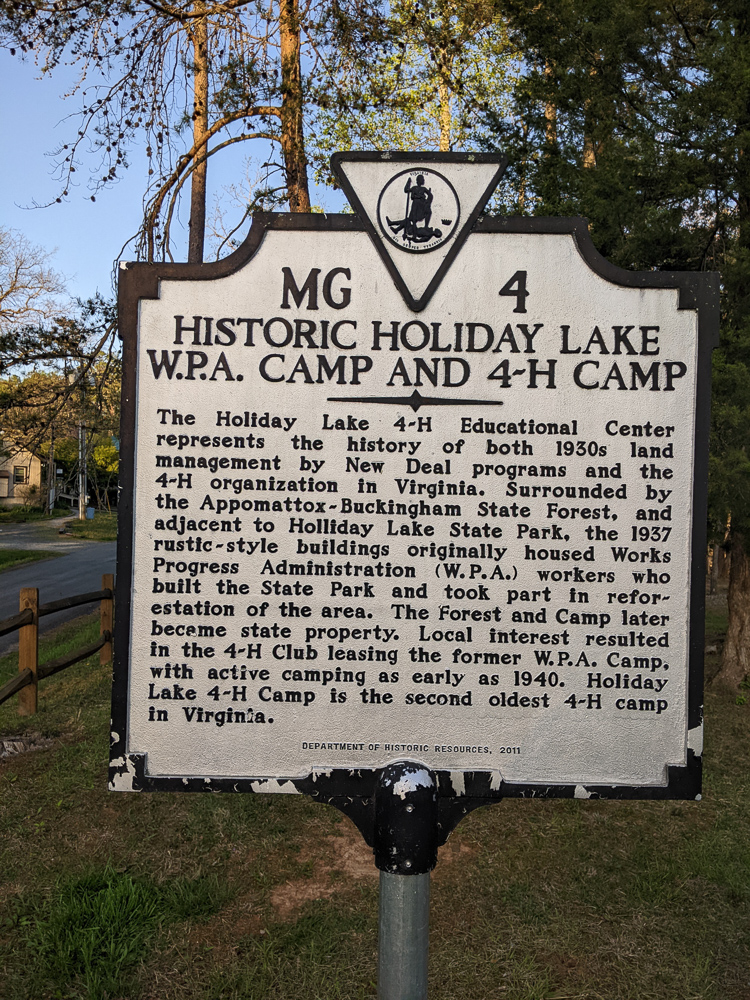 MG 4
HISTORIC HOLIDAY LAKE
W.P.A. CAMP AND 4-H CAMP
The Holiday Lake 4-H Educational Center
represents the history of both 1930s land
management by New Deal programs and the
4-H organization in Virginia. Surrounded by
the Appomattox-Buckingham State Forest, and
adjacent to Holliday Lake State Park, the 1937
rustic-style buildings originally housed Works
Progress Administration (W.P.A.) workers who
built the State Park and took part in refor-
estation of the area. The Forest and Camp later
became state property. Local interest resulted
in the 4-H Club leasing the former W.P.A. Camp,
with active camping as early as 1940. Holiday
Lake 4-H Camp is the second oldest 4-H camp
in Virginia.
DEPARTMENT OF HISTORIC RESOURCES, 2011